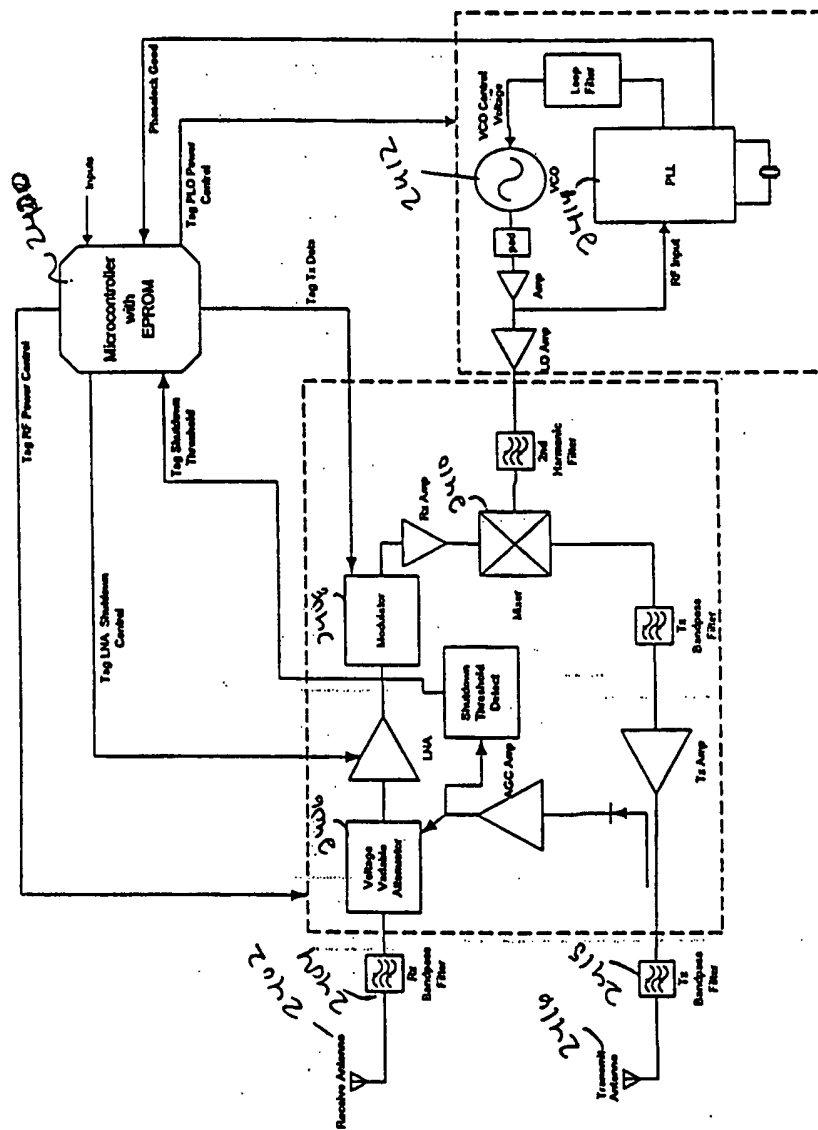 Tag RF Power Control
Tag LNA Shutdown
Control
Tag Shutdown
Threshold
Microcontroller
with
EPROM
2400
Inputs
Phaselock Good
Tag PLO Power
Control
Tag Tx Data
Receive Antenna
2402
2404
Rx
Bandpass
Filter
Voltage
Variable
Attenuator
LNA
Modulator
Rx Amp
2410
Mixer
2nd
Harmonic
Filter
LO Amp
Amp
pad
VCO
2412
VCO Control
Voltage
Loop
Filter
PLL
2414
RF Input
Shutdown
Threshold
Detect
AGC Amp
Transmit
Antenna
2416
Tx
Bandpass
Filter
Tx Amp
Tx
Bandpass
Filter